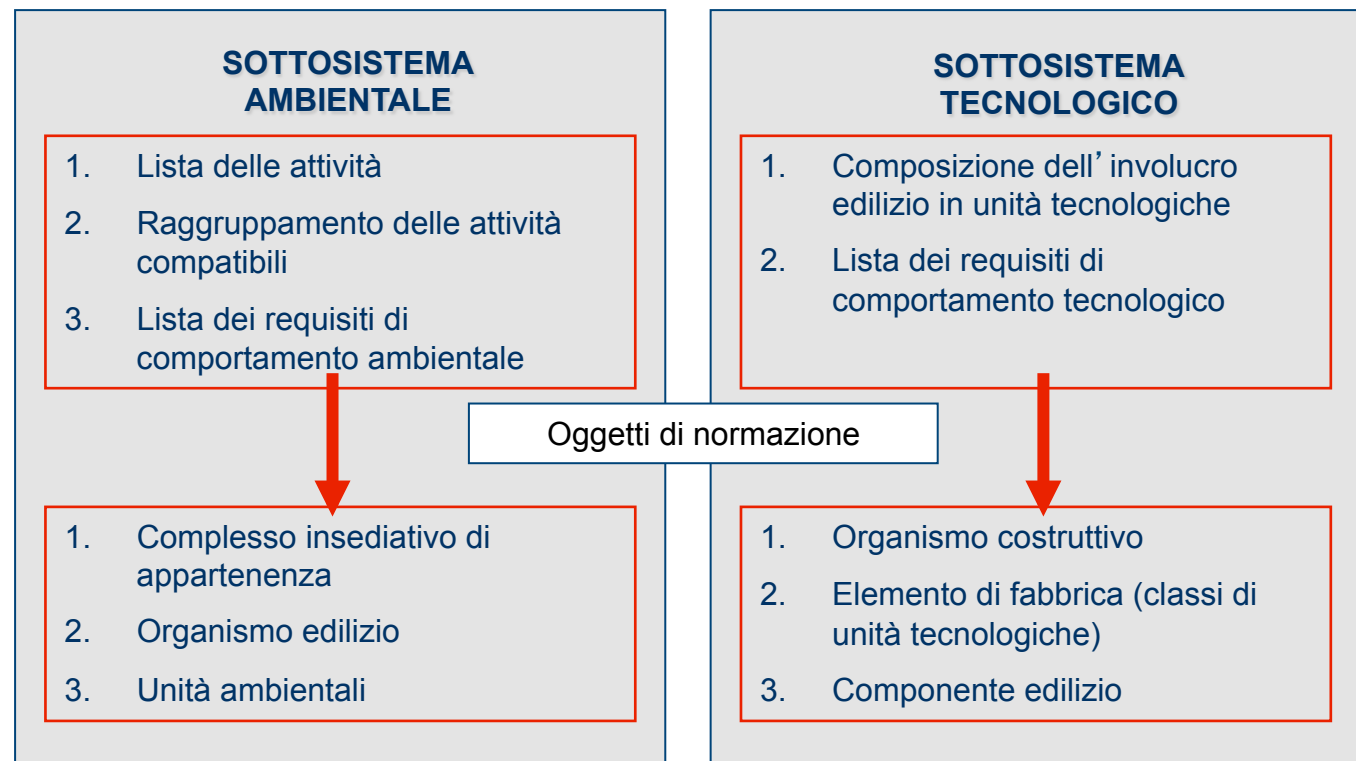 SOTTOSISTEMA
AMBIENTALE
1. Lista delle attività
2. Raggruppamento delle attività
compatibili
3. Lista dei requisiti di
comportamento ambientale
SOTTOSISTEMA
TECNOLOGICO
1. Composizione dell’involucro
edilizio in unità tecnologiche
2. Lista dei requisiti di
comportamento tecnologico
Oggetti di normazione
1. Complesso insediativo di
appartenenza
2. Organismo edilizio
3. Unità ambientali
1. Organismo costruttivo
2. Elemento di fabbrica (classi di
unità tecnologiche)
3. Componente edilizio